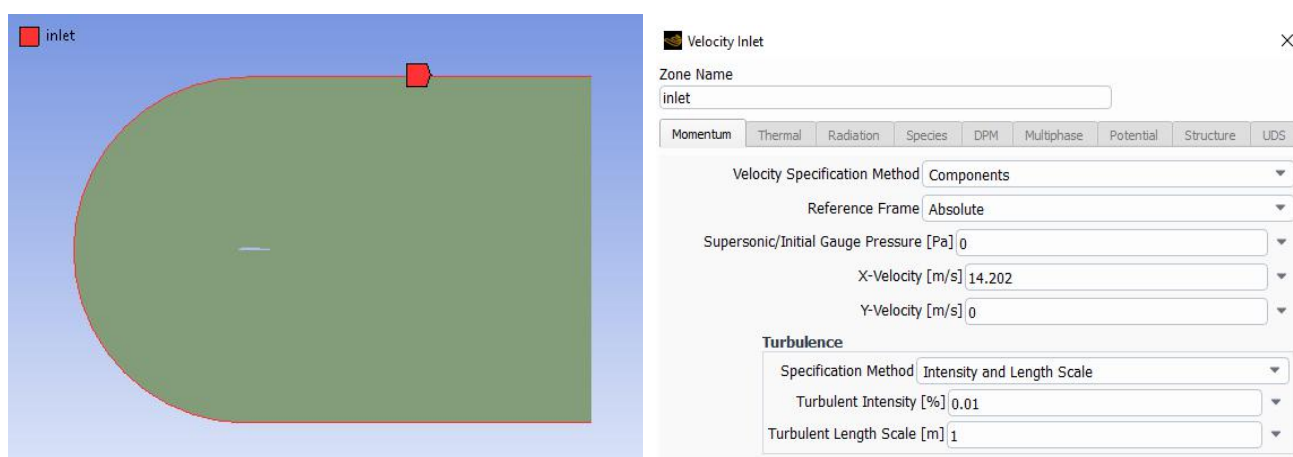 inlet
Velocity Inlet
Zone Name
inlet
Momentum Thermal Radiation Species DPM Multiphase Potential Structure UDS
Velocity Specification Method Components
Reference Frame Absolute
Supersonic/Initial Gauge Pressure [Pa] 0
X-Velocity [m/s] 14.202
Y-Velocity [m/s] 0
Turbulence
Specification Method Intensity and Length Scale
Turbulent Intensity [%] 0.01
Turbulent Length Scale [m] 1